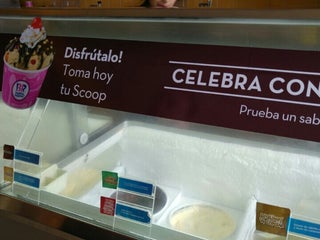 Disfrútalo!
Toma hoy
tu Scoop
CELEBRA CON
Prueba un sab